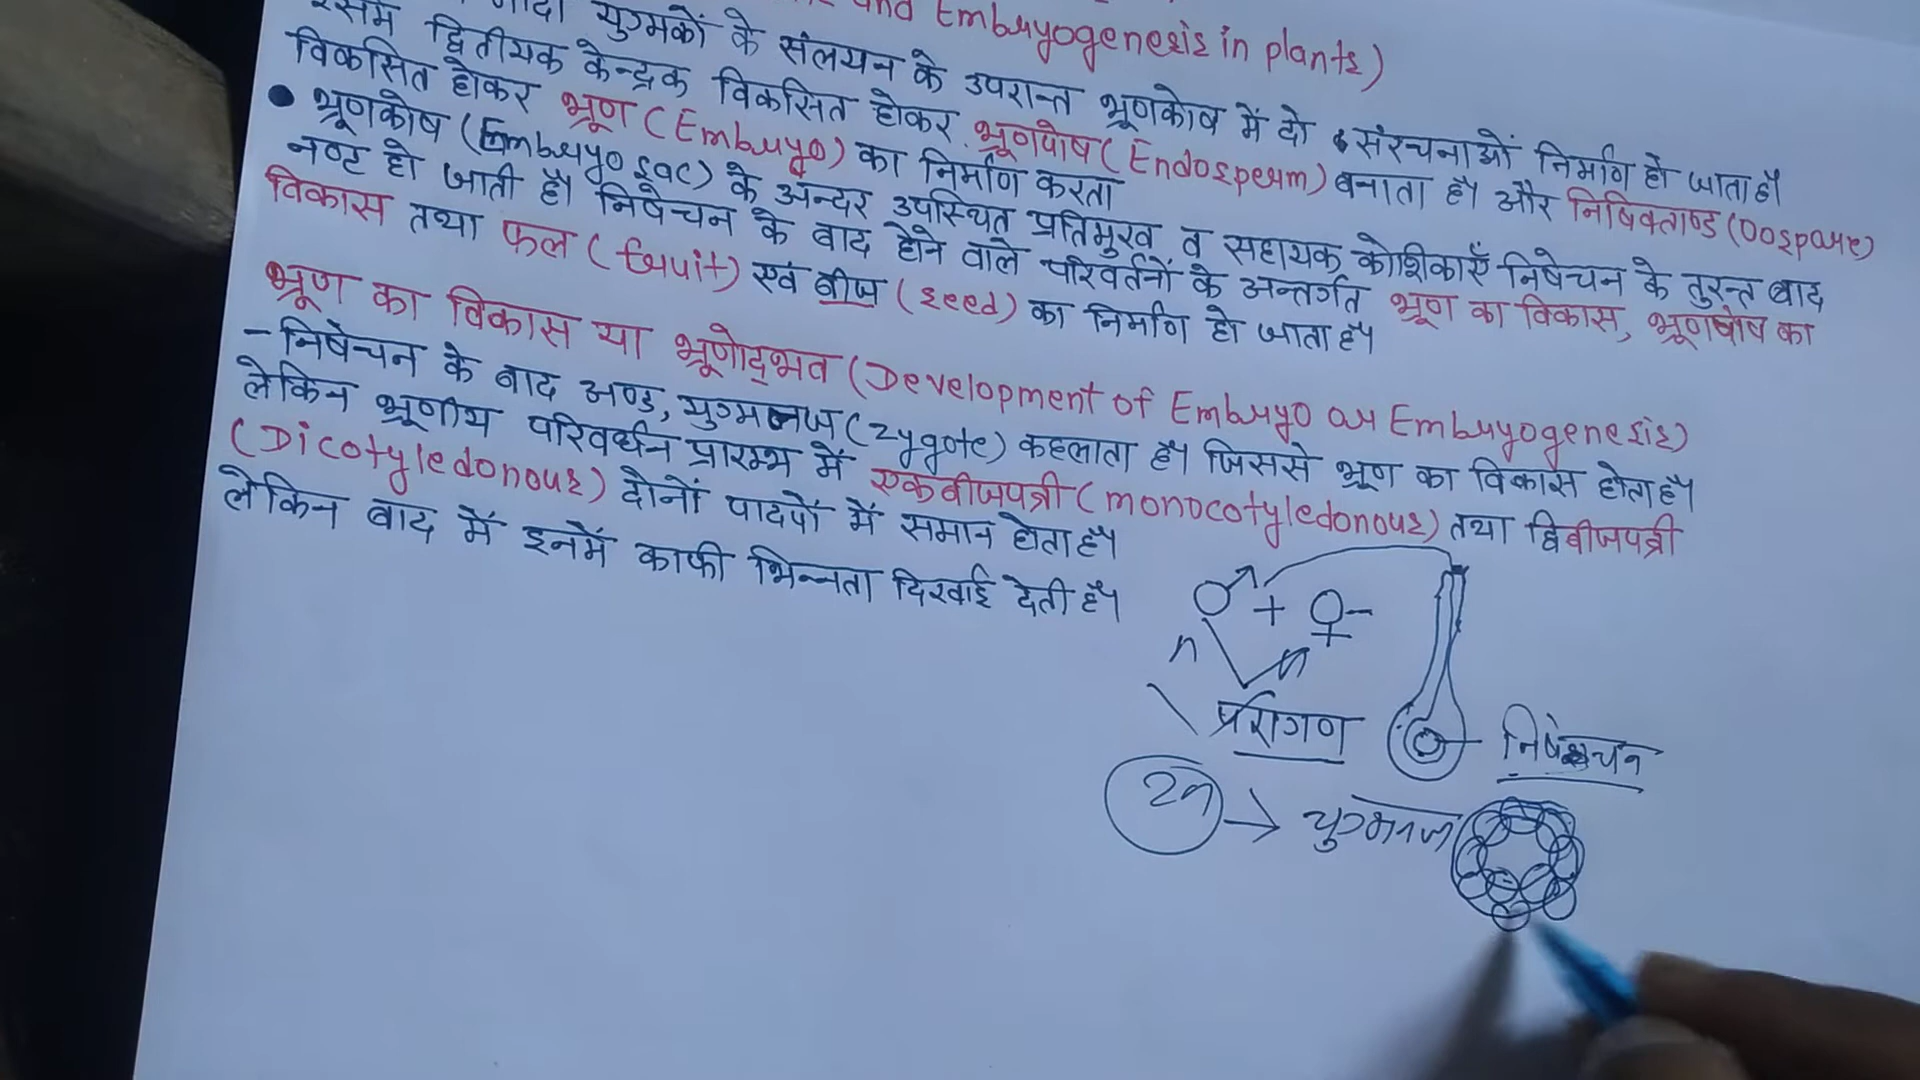 and Embryogenesis in plants)
मादा युग्मकों के संलयन के उपरान्त भ्रूणकोष में दो संरचनाओं निर्माण हो जाता है
इसमें द्वितीयक केन्द्रक विकसित होकर भ्रूणपोष (Endosperm) बनाता है। और निषिक्ताण्ड (Oospore)
विकसित होकर भ्रूण (Embryo) का निर्माण करता
• भ्रूणकोष (Embryo sac) के अन्दर उपस्थित प्रतिमुख व सहायक कोशिकाएँ निषेचन के तुरन्त बाद
नष्ट हो जाती है। निषेचन के बाद होने वाले परिवर्तनों के अन्तर्गत भ्रूण का विकास, भ्रूणपोष का
विकास तथा फल (fruit) एवं बीज (seed) का निर्माण हो जाता है।
भ्रूण का विकास या भ्रूणोद्भव (Development of Embryo or Embryogenesis)
- निषेचन के बाद अण्ड, युग्मनज (zygote) कहलाता है। जिससे भ्रूण का विकास होता है।
लेकिन भ्रूणीय परिवर्धन प्रारम्भ में एकबीजपत्री (monocotyledonous) तथा द्विबीजपत्री
(Dicotyledonous) दोनों पादपों में समान होता है।
लेकिन बाद में इनमें काफी भिन्नता दिखाई देती है।
♂ + ♀
n n
परागण
निषेचन
2n → युग्मनज